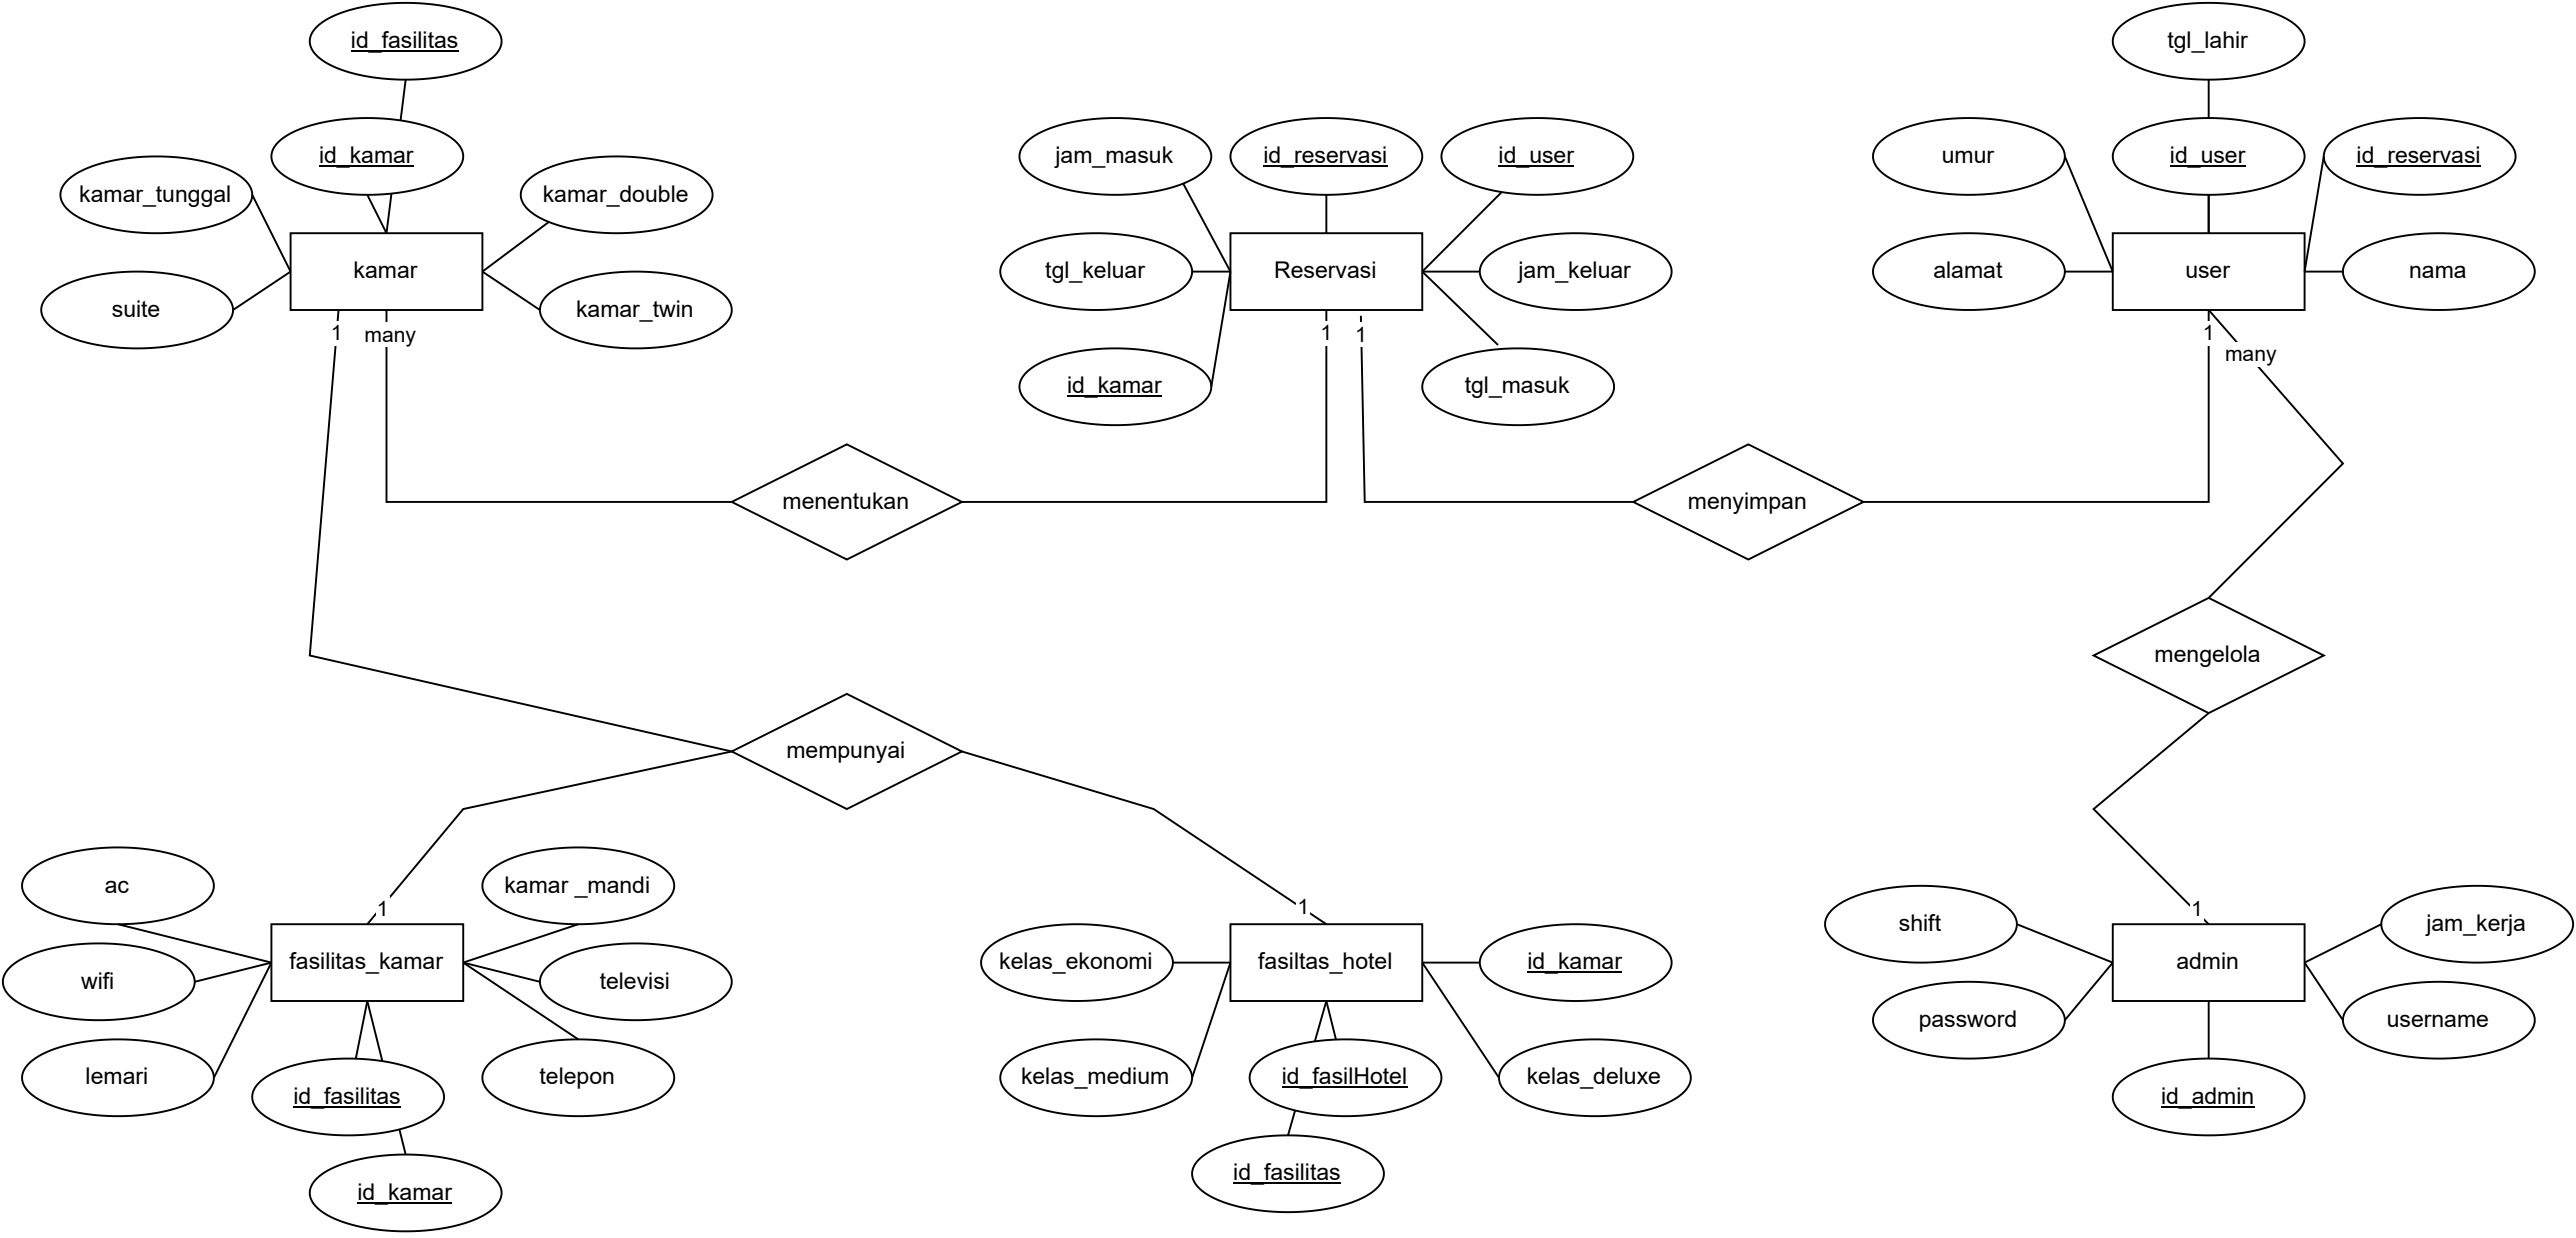 id_fasilitas
tgl_lahir
id_kamar
jam_masuk
id_reservasi
id_user
umur
id_user
id_reservasi
kamar_tunggal
kamar_double
kamar
tgl_keluar
Reservasi
jam_keluar
alamat
user
nama
suite
kamar_twin
1
many
1
1
1
many
id_kamar
tgl_masuk
menentukan
menyimpan
mengelola
mempunyai
ac
kamar _mandi
1
1
1
shift
jam_kerja
fasilitas_kamar
kelas_ekonomi
fasiltas_hotel
id_kamar
admin
wifi
televisi
password
username
lemari
telepon
kelas_medium
id_fasilHotel
kelas_deluxe
id_fasilitas
id_admin
id_fasilitas
id_kamar